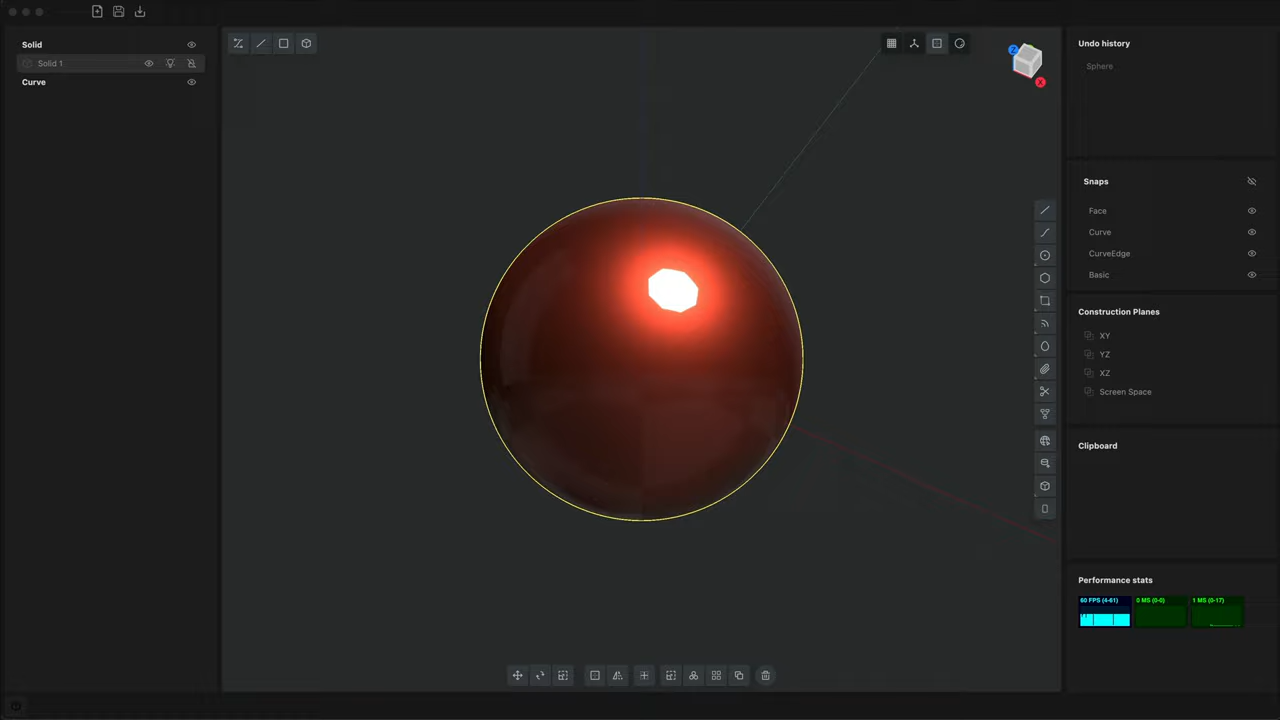 Solid
Solid 1
Curve
Z
X
Undo history
Sphere
Snaps
Face
Curve
CurveEdge
Basic
Construction Planes
XY
YZ
XZ
Screen Space
Clipboard
Performance stats
60 FPS (4-61)
0 MS (0-0)
1 MS (0-17)